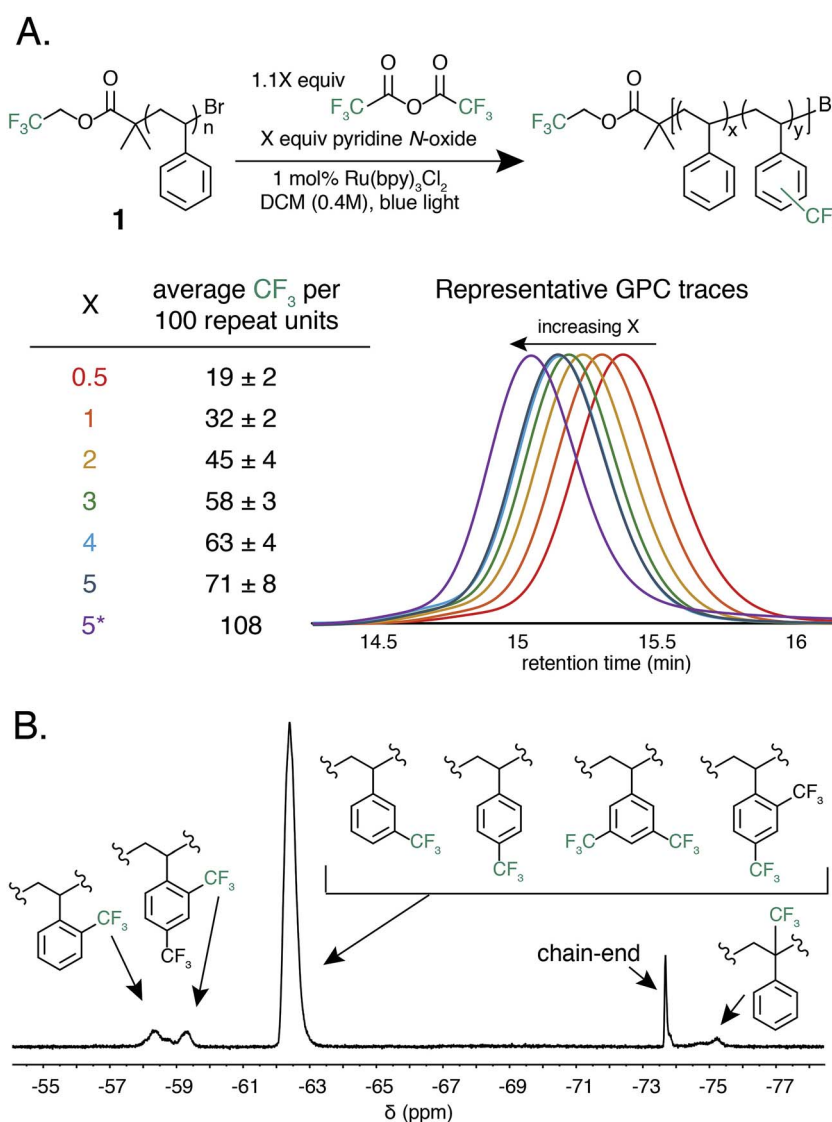 A.
1.1X equiv
X equiv pyridine N-oxide
1 mol% Ru(bpy)3Cl2
DCM (0.4M), blue light
F3C
O
O
n
Br
1
O
O
F3C
O
CF3
F3C
O
O
x
y
B
CF
X
average CF3 per
100 repeat units
0.5
19 ± 2
1
32 ± 2
2
45 ± 4
3
58 ± 3
4
63 ± 4
5
71 ± 8
5*
108
Representative GPC traces
increasing X
14.5
15
15.5
16
retention time (min)
B.
CF3
CF3
CF3
CF3
CF3
F3C
CF3
CF3
CF3
chain-end
CF3
-55
-57
-59
-61
-63
-65
-67
-69
-71
-73
-75
-77
δ (ppm)